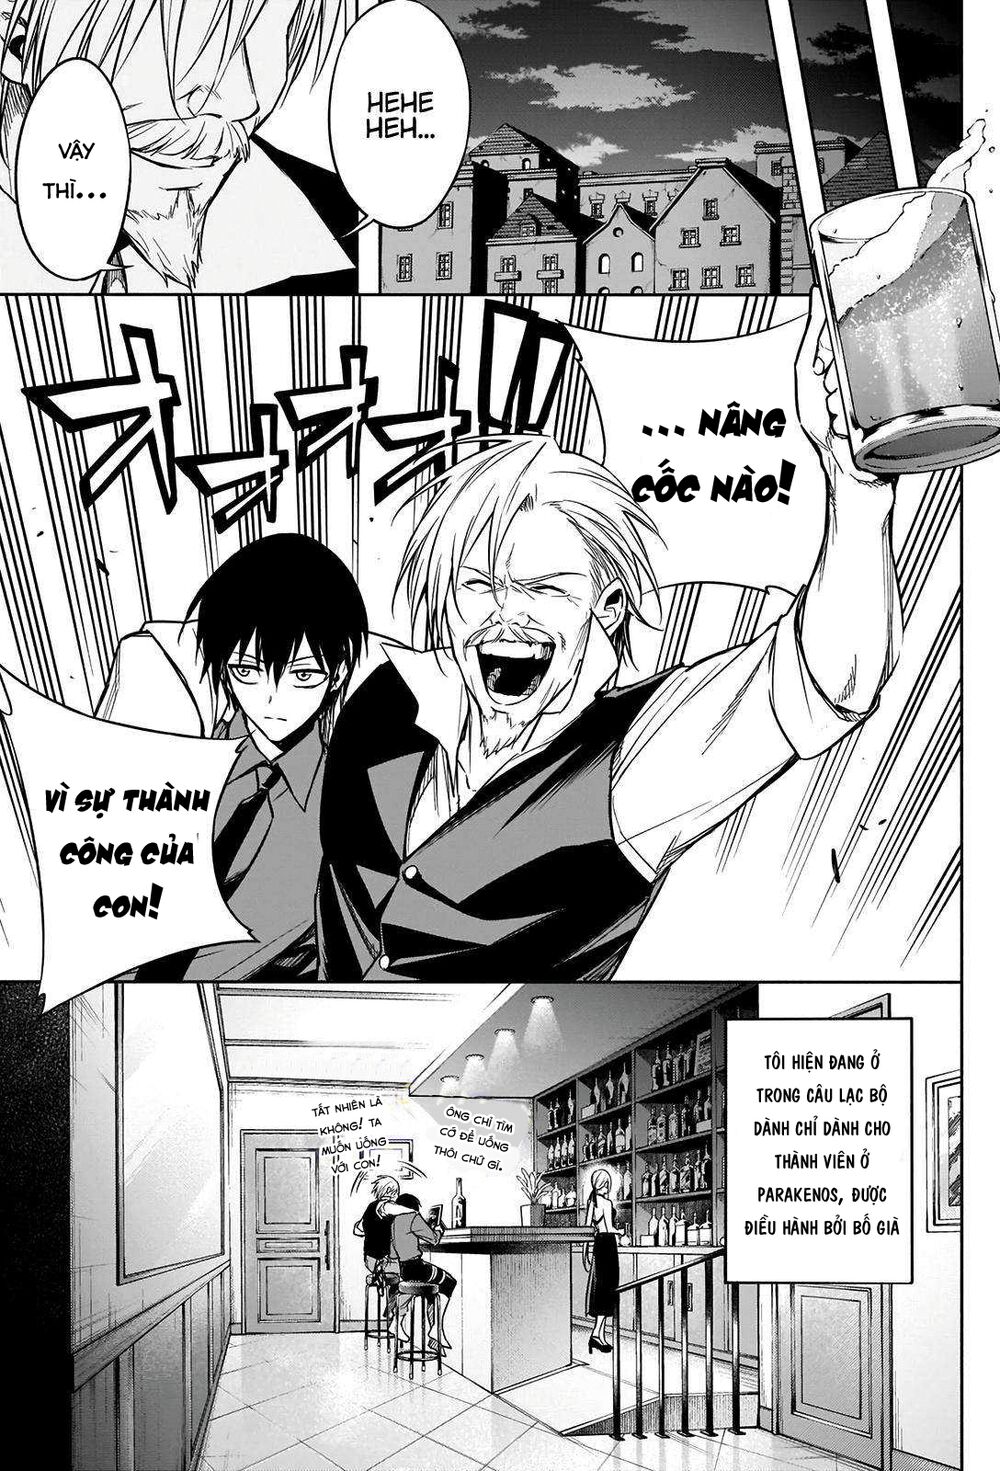 HEHE
HEH...
VẬY
THÌ...
オオオオ!!
... NÂNG
CỐC NÀO!
VÌ SỰ THÀNH
CÔNG CỦA
CON!
TÔI HIỆN ĐANG Ở
TRONG CÂU LẠC BỘ
DÀNH CHỈ DÀNH CHO
THÀNH VIÊN Ở
PARAKENOS, ĐƯỢC
ĐIỀU HÀNH BỞI BỐ GIÀ
ÔNG CHỈ TÌM
CỚ ĐỂ UỐNG
THÔI CHỨ GÌ.
TẤT NHIÊN LÀ
KHÔNG! TA
MUỐN UỐNG
VỚI CON!